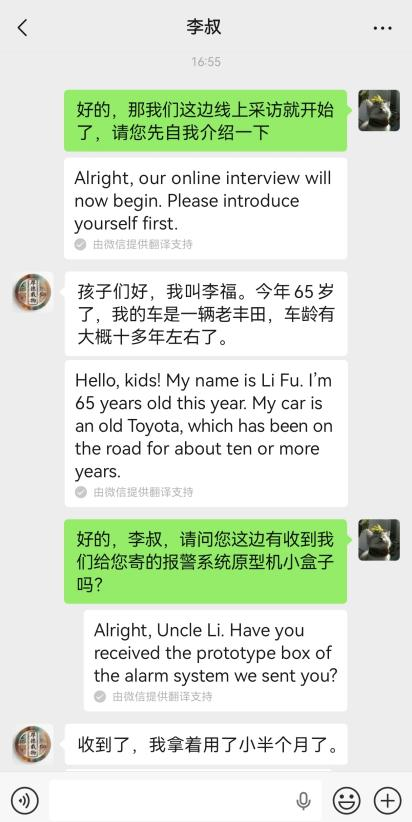 李叔
16:55
好的，那我们这边线上采访就开始
了，请您先自我介绍一下
Alright, our online interview will
now begin. Please introduce
yourself first.
由微信提供翻译支持
孩子们好，我叫李福。今年 65 岁
了，我的车是一辆老丰田，车龄有
大概十多年左右了。
Hello, kids! My name is Li Fu. I'm
65 years old this year. My car is
an old Toyota, which has been on
the road for about ten or more
years.
由微信提供翻译支持
好的，李叔，请问您这边有收到我
们给您寄的报警系统原型机小盒子
吗？
Alright, Uncle Li. Have you
received the prototype box of
the alarm system we sent you?
由微信提供翻译支持
收到了，我拿着用了小半个月了。